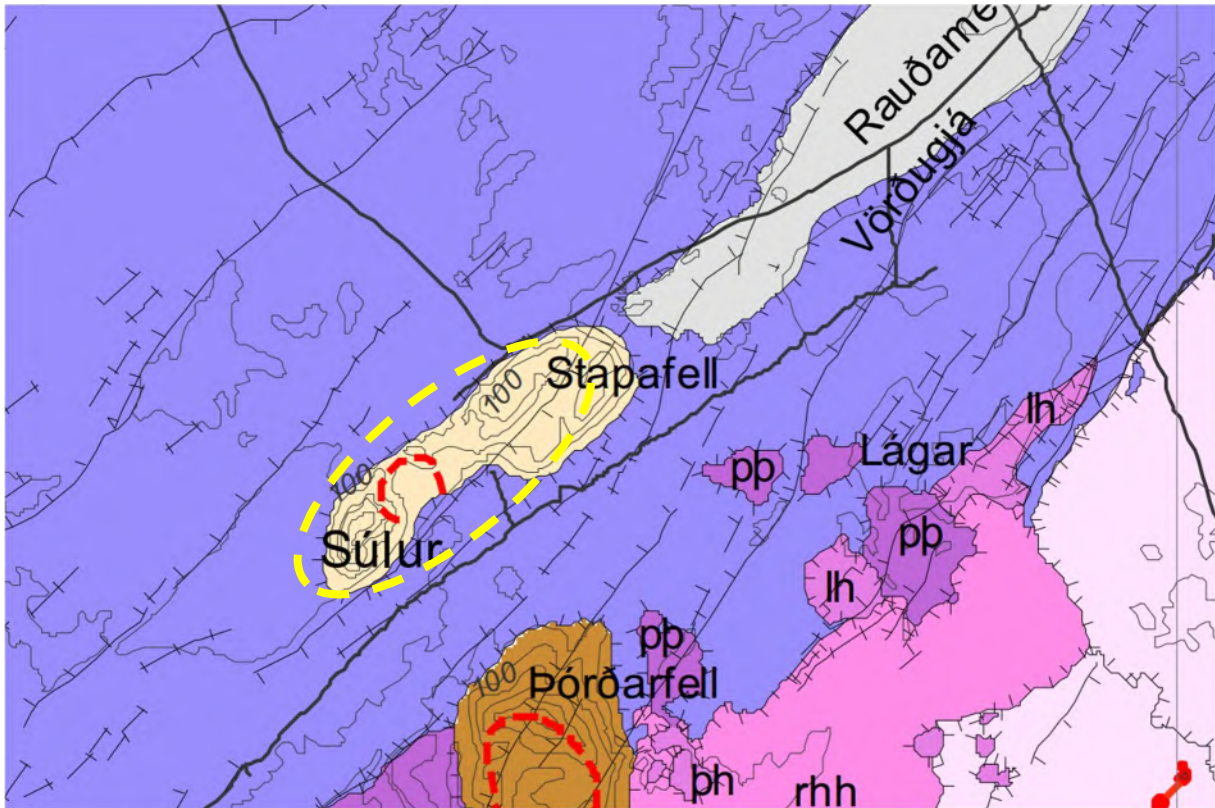 Rauðame
Vörðugjá
Stapafell
100
lh
Lágar
pþ
100
pþ
Súlur
lh
pþ
100
Þórðarfell
þh
rhh